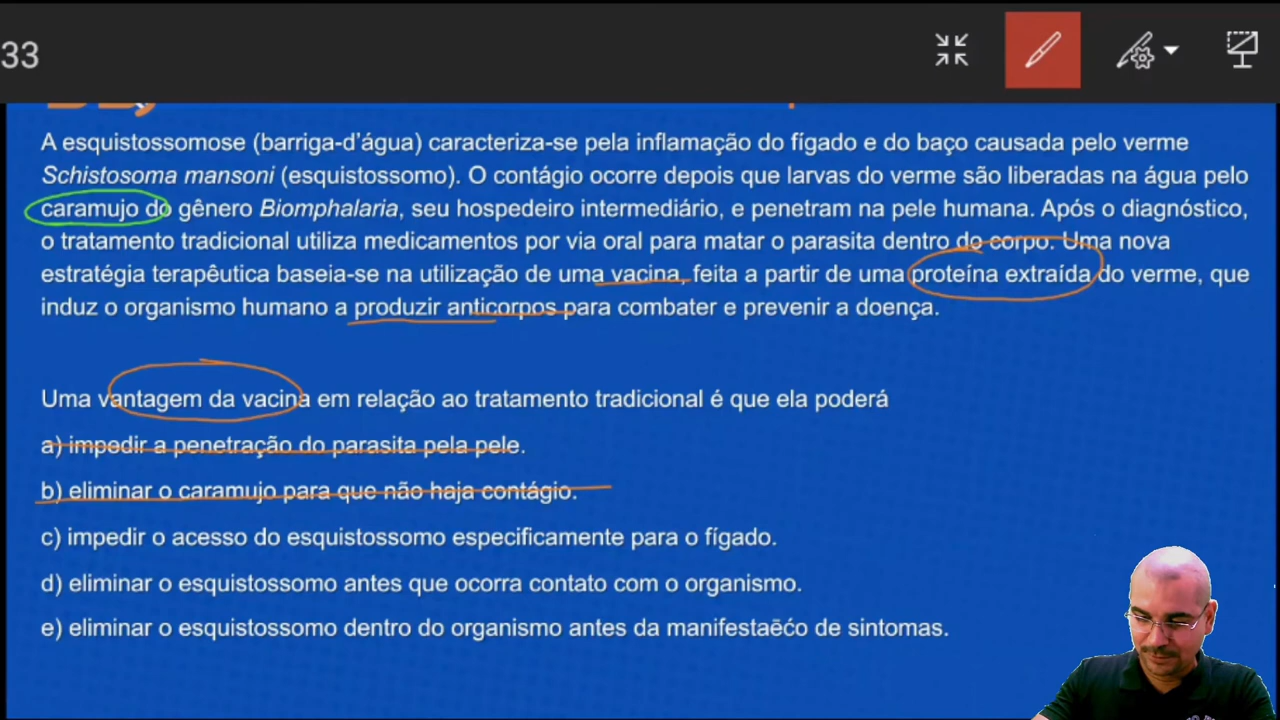 33
A esquistossomose (barriga-d’água) caracteriza-se pela inflamação do fígado e do baço causada pelo verme
Schistosoma mansoni (esquistossomo). O contágio ocorre depois que larvas do verme são liberadas na água pelo
caramujo do gênero Biomphalaria, seu hospedeiro intermediário, e penetram na pele humana. Após o diagnóstico,
o tratamento tradicional utiliza medicamentos por via oral para matar o parasita dentro do corpo. Uma nova
estratégia terapêutica baseia-se na utilização de uma vacina, feita a partir de uma proteína extraída do verme, que
induz o organismo humano a produzir anticorpos para combater e prevenir a doença.
Uma vantagem da vacina em relação ao tratamento tradicional é que ela poderá
a) impedir a penetração do parasita pela pele.
b) eliminar o caramujo para que não haja contágio.
c) impedir o acesso do esquistossomo especificamente para o fígado.
d) eliminar o esquistossomo antes que ocorra contato com o organismo.
e) eliminar o esquistossomo dentro do organismo antes da manifestaēćo de sintomas.